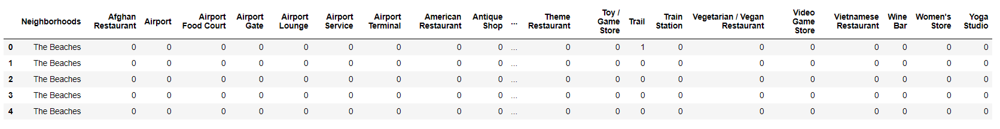 Neighborhoods Afghan Restaurant Airport Airport Food Court Airport Gate Airport Lounge Airport Service Airport Terminal American Restaurant Antique Shop ... Theme Restaurant Toy / Game Store Trail Train Station Vegetarian / Vegan Restaurant Video Game Store Vietnamese Restaurant Wine Bar Women's Store Yoga Studio
0 The Beaches 0 0 0 0 0 0 0 0 0 ... 0 0 1 0 0 0 0 0 0 0
1 The Beaches 0 0 0 0 0 0 0 0 0 ... 0 0 0 0 0 0 0 0 0 0
2 The Beaches 0 0 0 0 0 0 0 0 0 ... 0 0 0 0 0 0 0 0 0 0
3 The Beaches 0 0 0 0 0 0 0 0 0 ... 0 0 0 0 0 0 0 0 0 0
4 The Beaches 0 0 0 0 0 0 0 0 0 ... 0 0 0 0 0 0 0 0 0 0